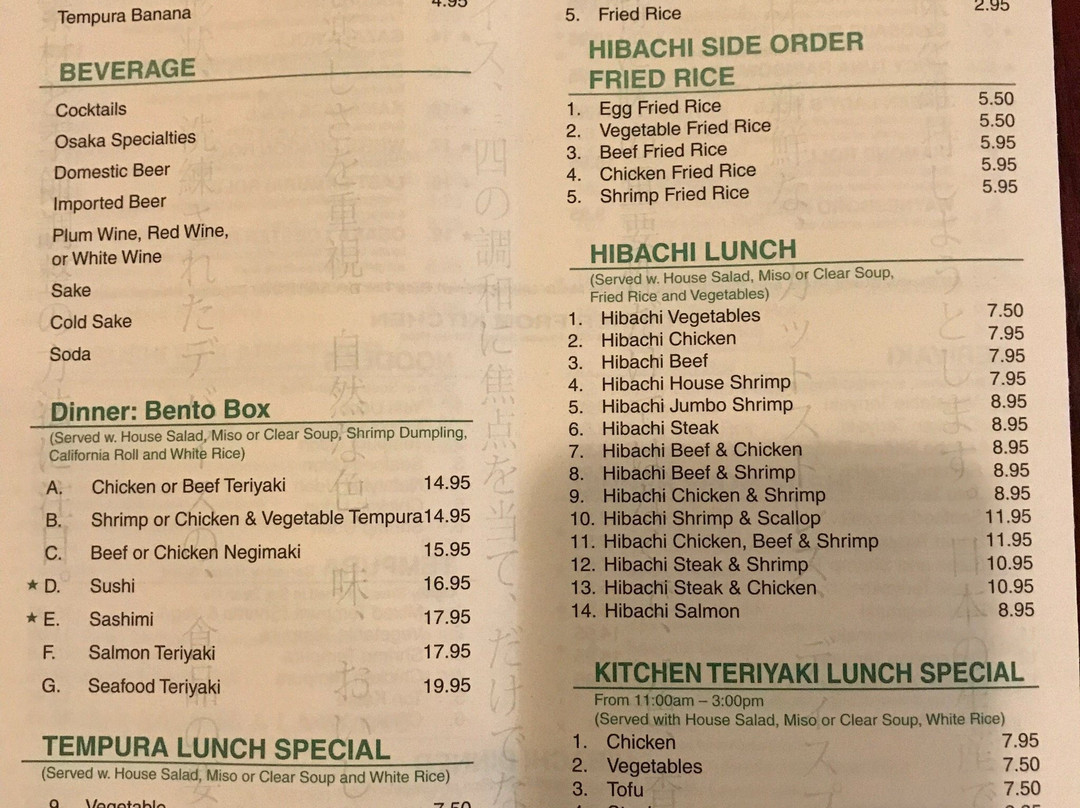 Tempura Banana 4.95
BEVERAGE
Cocktails
Osaka Specialties
Domestic Beer
Imported Beer
Plum Wine, Red Wine,
or White Wine
Sake
Cold Sake
Soda
Dinner: Bento Box
(Served w. House Salad, Miso or Clear Soup, Shrimp Dumpling,
California Roll and White Rice)
A. Chicken or Beef Teriyaki 14.95
B. Shrimp or Chicken & Vegetable Tempura 14.95
C. Beef or Chicken Negimaki 15.95
★ D. Sushi 16.95
★ E. Sashimi 17.95
F. Salmon Teriyaki 17.95
G. Seafood Teriyaki 19.95
TEMPURA LUNCH SPECIAL
(Served w. House Salad, Miso or Clear Soup and White Rice)
9. Vegetable 7.50
5. Fried Rice 2.95
HIBACHI SIDE ORDER
FRIED RICE
1. Egg Fried Rice 5.50
2. Vegetable Fried Rice 5.50
3. Beef Fried Rice 5.95
4. Chicken Fried Rice 5.95
5. Shrimp Fried Rice 5.95
HIBACHI LUNCH
(Served w. House Salad, Miso or Clear Soup,
Fried Rice and Vegetables)
1. Hibachi Vegetables 7.50
2. Hibachi Chicken 7.95
3. Hibachi Beef 7.95
4. Hibachi House Shrimp 7.95
5. Hibachi Jumbo Shrimp 8.95
6. Hibachi Steak 8.95
7. Hibachi Beef & Chicken 8.95
8. Hibachi Beef & Shrimp 8.95
9. Hibachi Chicken & Shrimp 8.95
10. Hibachi Shrimp & Scallop 11.95
11. Hibachi Chicken, Beef & Shrimp 11.95
12. Hibachi Steak & Shrimp 10.95
13. Hibachi Steak & Chicken 10.95
14. Hibachi Salmon 8.95
KITCHEN TERIYAKI LUNCH SPECIAL
From 11:00am – 3:00pm
(Served with House Salad, Miso or Clear Soup, White Rice)
1. Chicken 7.95
2. Vegetables 7.50
3. Tofu 7.50